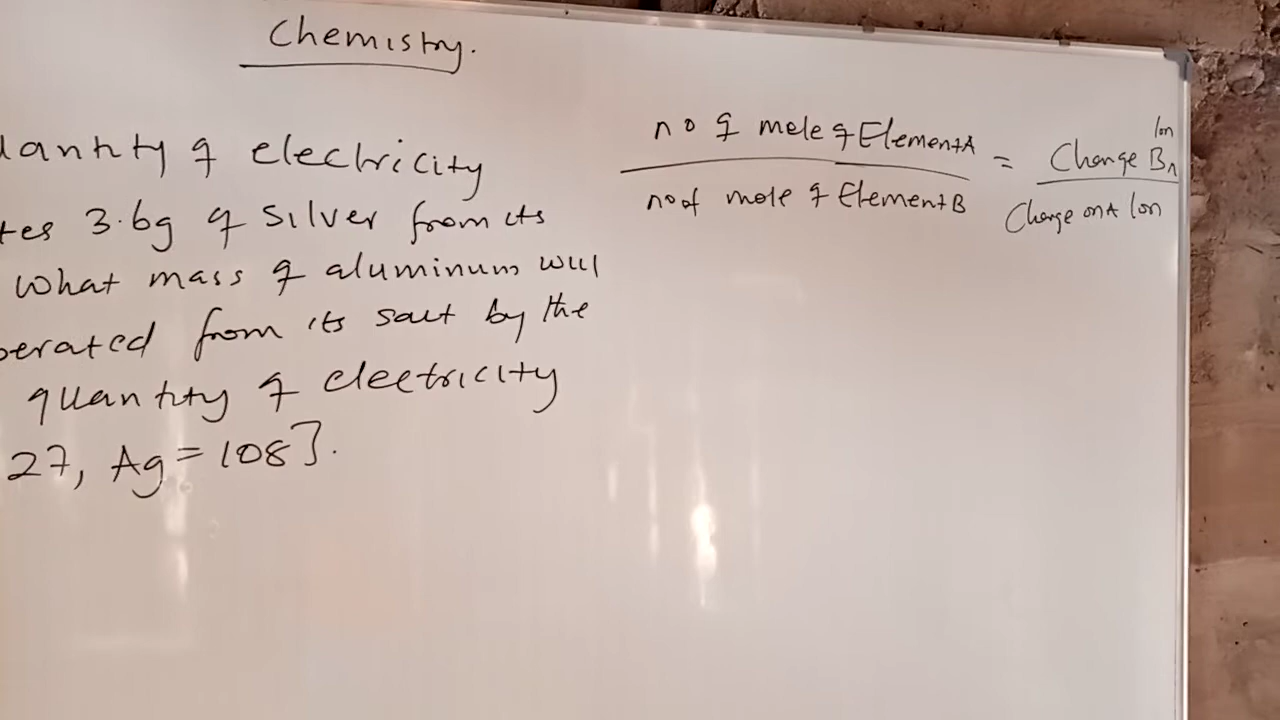 Chemistry.
uantity of electricity
tes 3.6g of silver from its
What mass of aluminum will
berated from its salt by the
quantity of electricity
27, Ag = 108].
no of mole of Element A
no of mole of Element B
=
Charge B Ion
Charge on A Ion